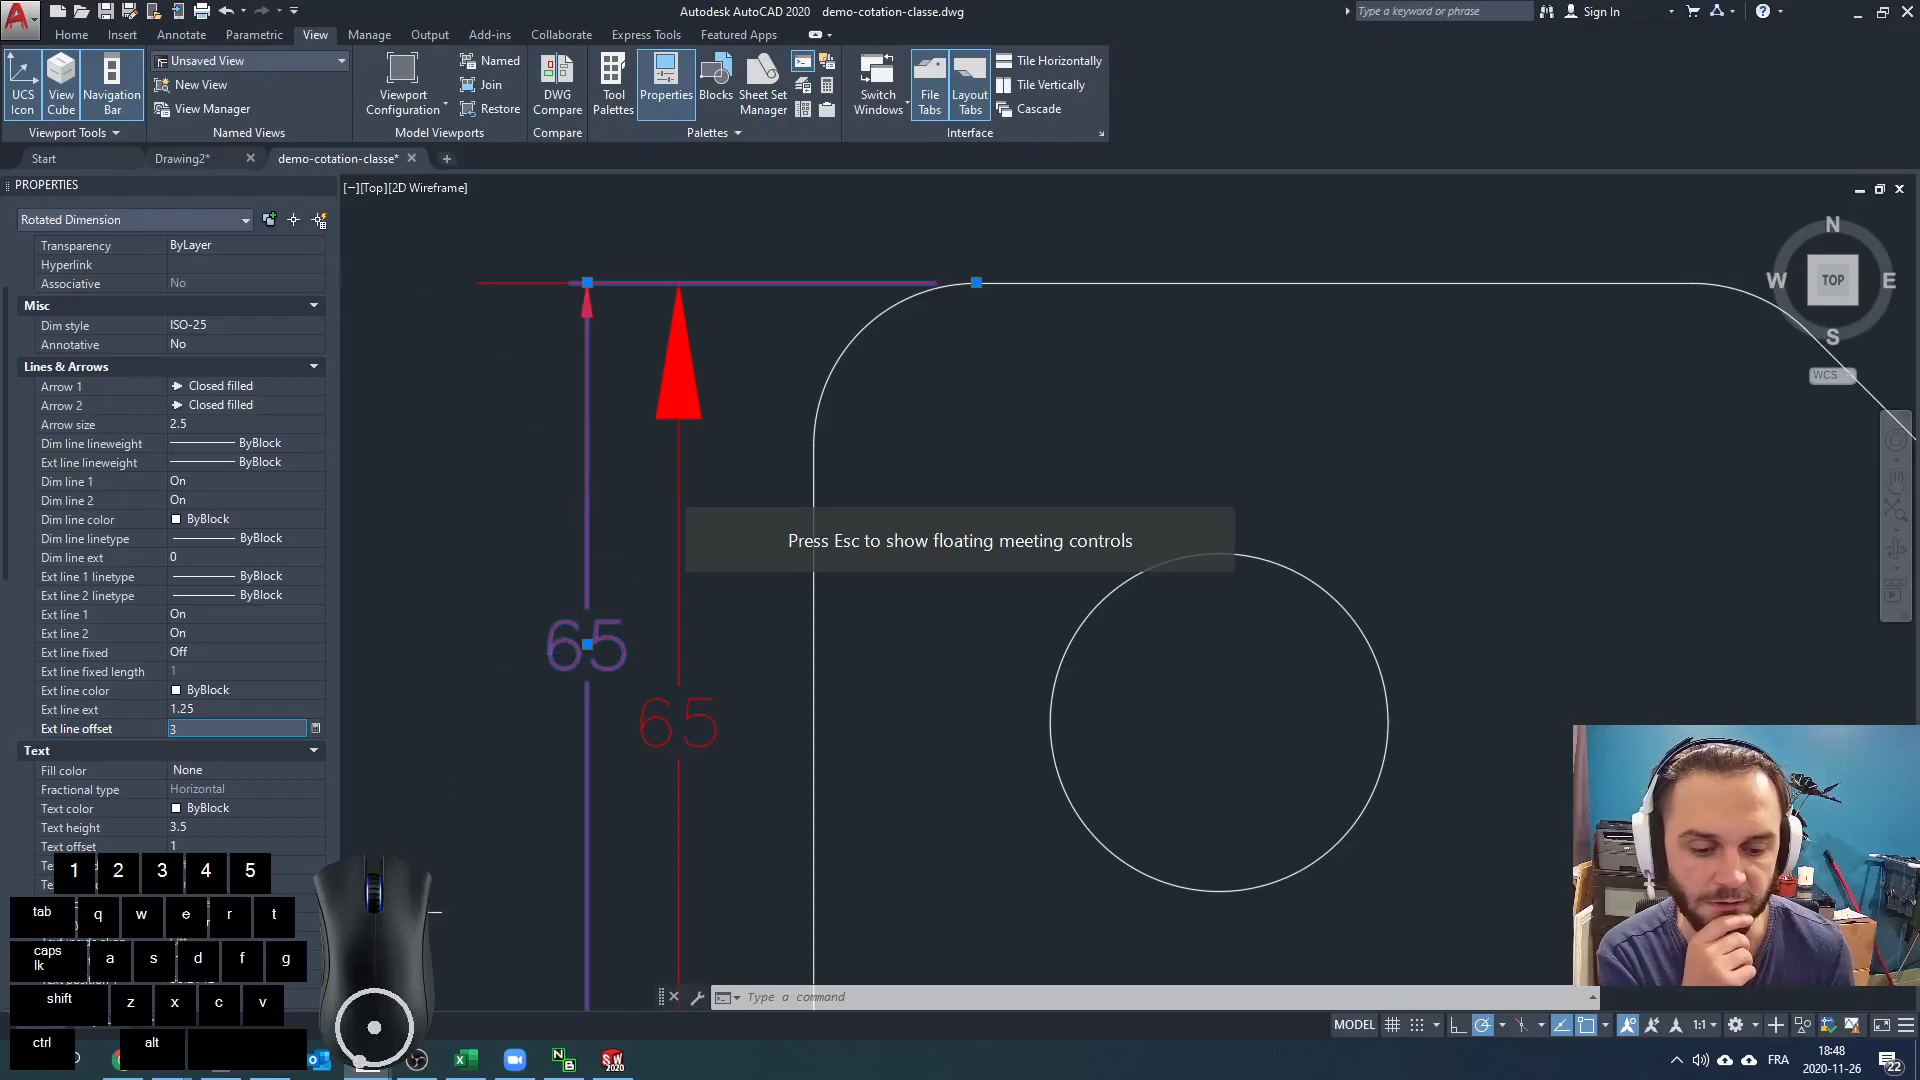 Autodesk AutoCAD 2020 demo-cotation-classe.dwg
Type a keyword or phrase
Sign In
Home Insert Annotate Parametric View Manage Output Add-ins Collaborate Express Tools Featured Apps
UCS Icon
View Cube
Navigation Bar
Viewport Tools
Unsaved View
New View
View Manager
Named Views
Viewport Configuration
Named
Join
Restore
Model Viewports
DWG Compare
Compare
Tool Palettes
Properties
Blocks
Sheet Set Manager
Palettes
Switch Windows
File Tabs
Layout Tabs
Tile Horizontally
Tile Vertically
Cascade
Interface
Start
Drawing2*
demo-cotation-classe*
PROPERTIES
[−][Top][2D Wireframe]
Rotated Dimension
Transparency ByLayer
Hyperlink
Associative No
Misc
Dim style ISO-25
Annotative No
Lines & Arrows
Arrow 1 Closed filled
Arrow 2 Closed filled
Arrow size 2.5
Dim line lineweight ByBlock
Ext line lineweight ByBlock
Dim line 1 On
Dim line 2 On
Dim line color ByBlock
Dim line linetype ByBlock
Dim line ext 0
Ext line 1 linetype ByBlock
Ext line 2 linetype ByBlock
Ext line 1 On
Ext line 2 On
Ext line fixed Off
Ext line fixed length 1
Ext line color ByBlock
Ext line ext 1.25
Ext line offset 3
Text
Fill color None
Fractional type Horizontal
Text color ByBlock
Text height 3.5
Text offset 1
N
W TOP E
S
WCS
65
65
Press Esc to show floating meeting controls
1 2 3 4 5
tab q w e r t
caps lk a s d f g
shift z x c v
ctrl alt
Type a command
MODEL 1:1
FRA
18:48
2020-11-26
22
SW
2020